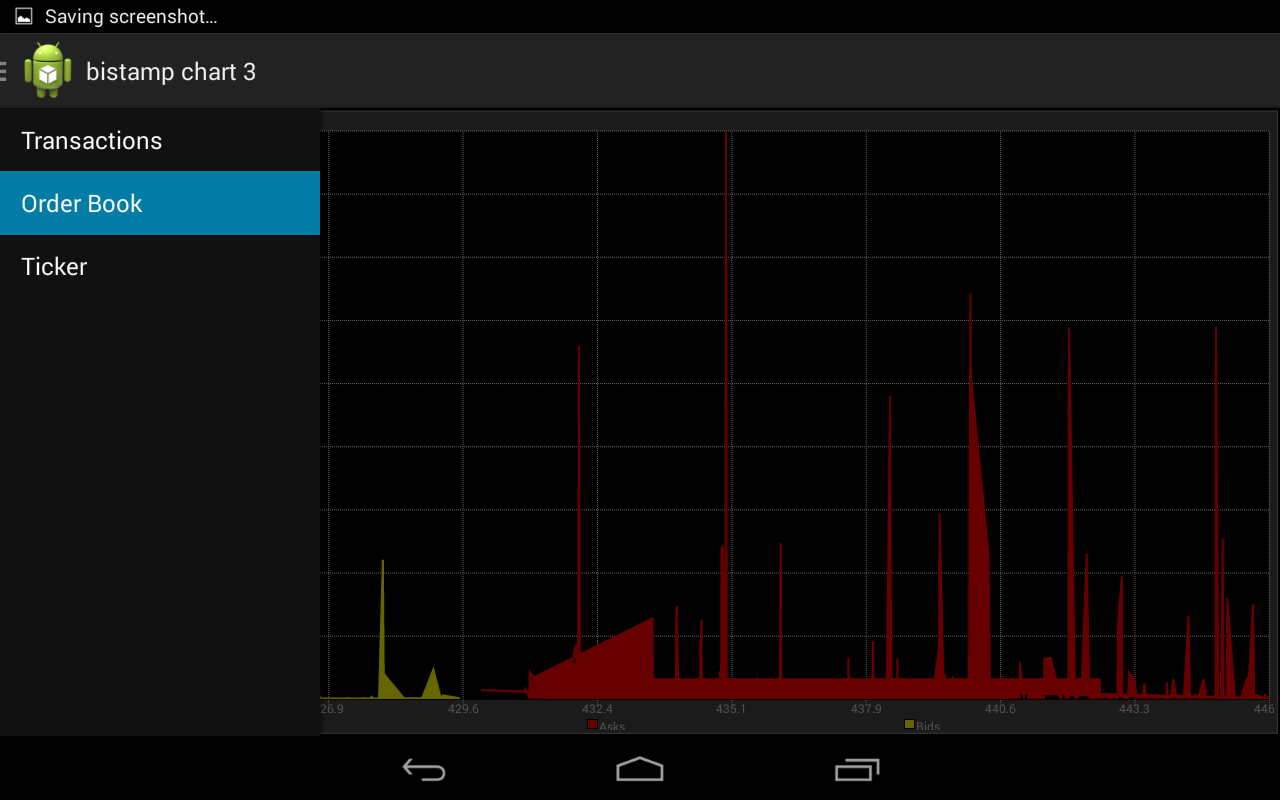 Saving screenshot...
bistamp chart 3
Transactions
Order Book
Ticker
26.9 429.6 432.4 435.1 437.9 440.6 443.3 446
Asks Bids